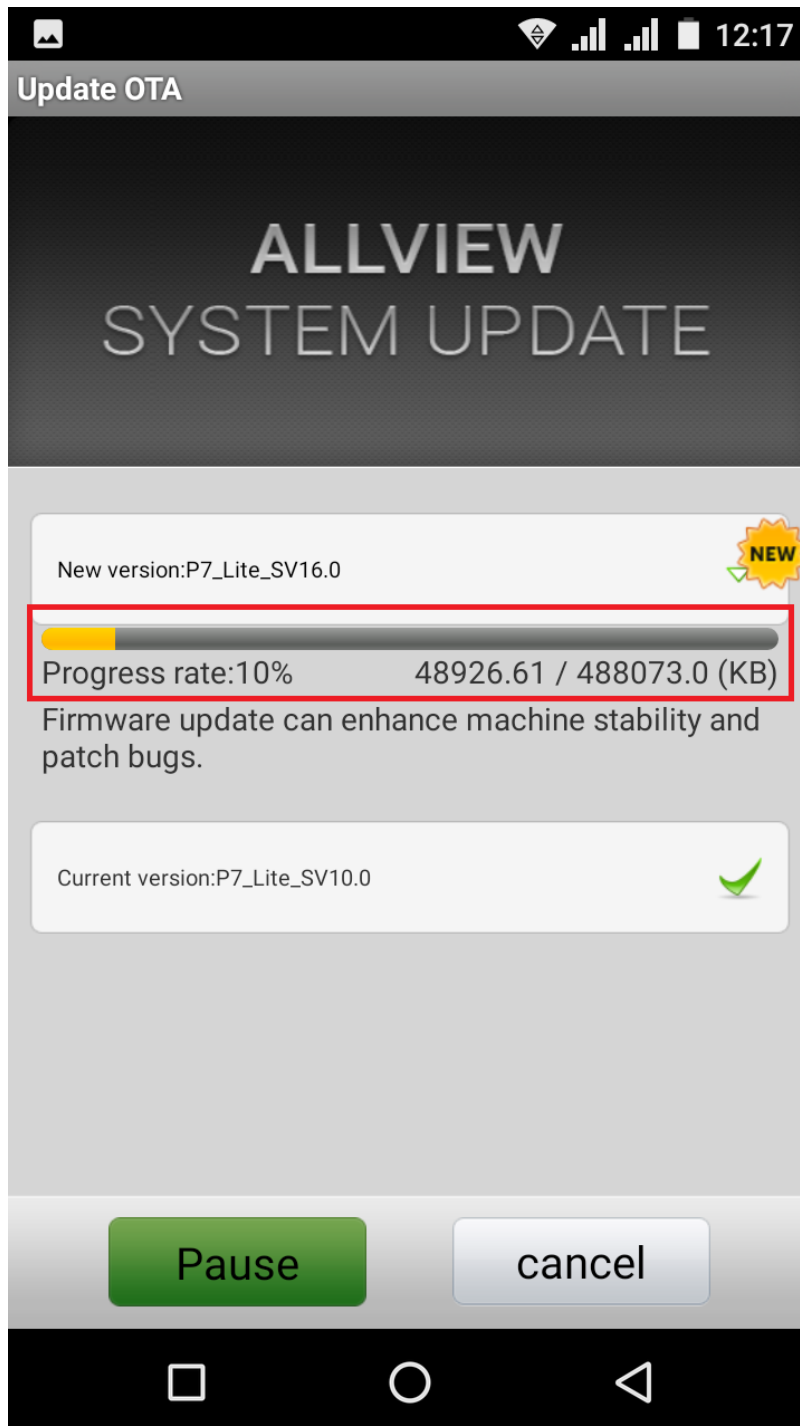 12:17
Update OTA
ALLVIEW
SYSTEM UPDATE
New version:P7_Lite_SV16.0
NEW
Progress rate:10% 48926.61 / 488073.0 (KB)
Firmware update can enhance machine stability and
patch bugs.
Current version:P7_Lite_SV10.0
Pause cancel